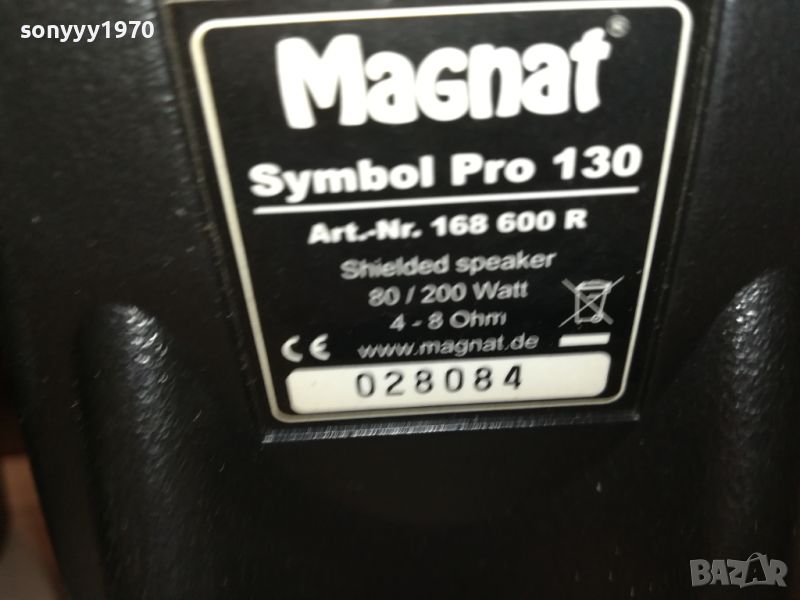 sonyyy1970
Magnat®
Symbol Pro 130
Art.-Nr. 168 600 R
Shielded speaker
80 / 200 Watt
4 - 8 Ohm
CE www.magnat.de
028084
BAZAR